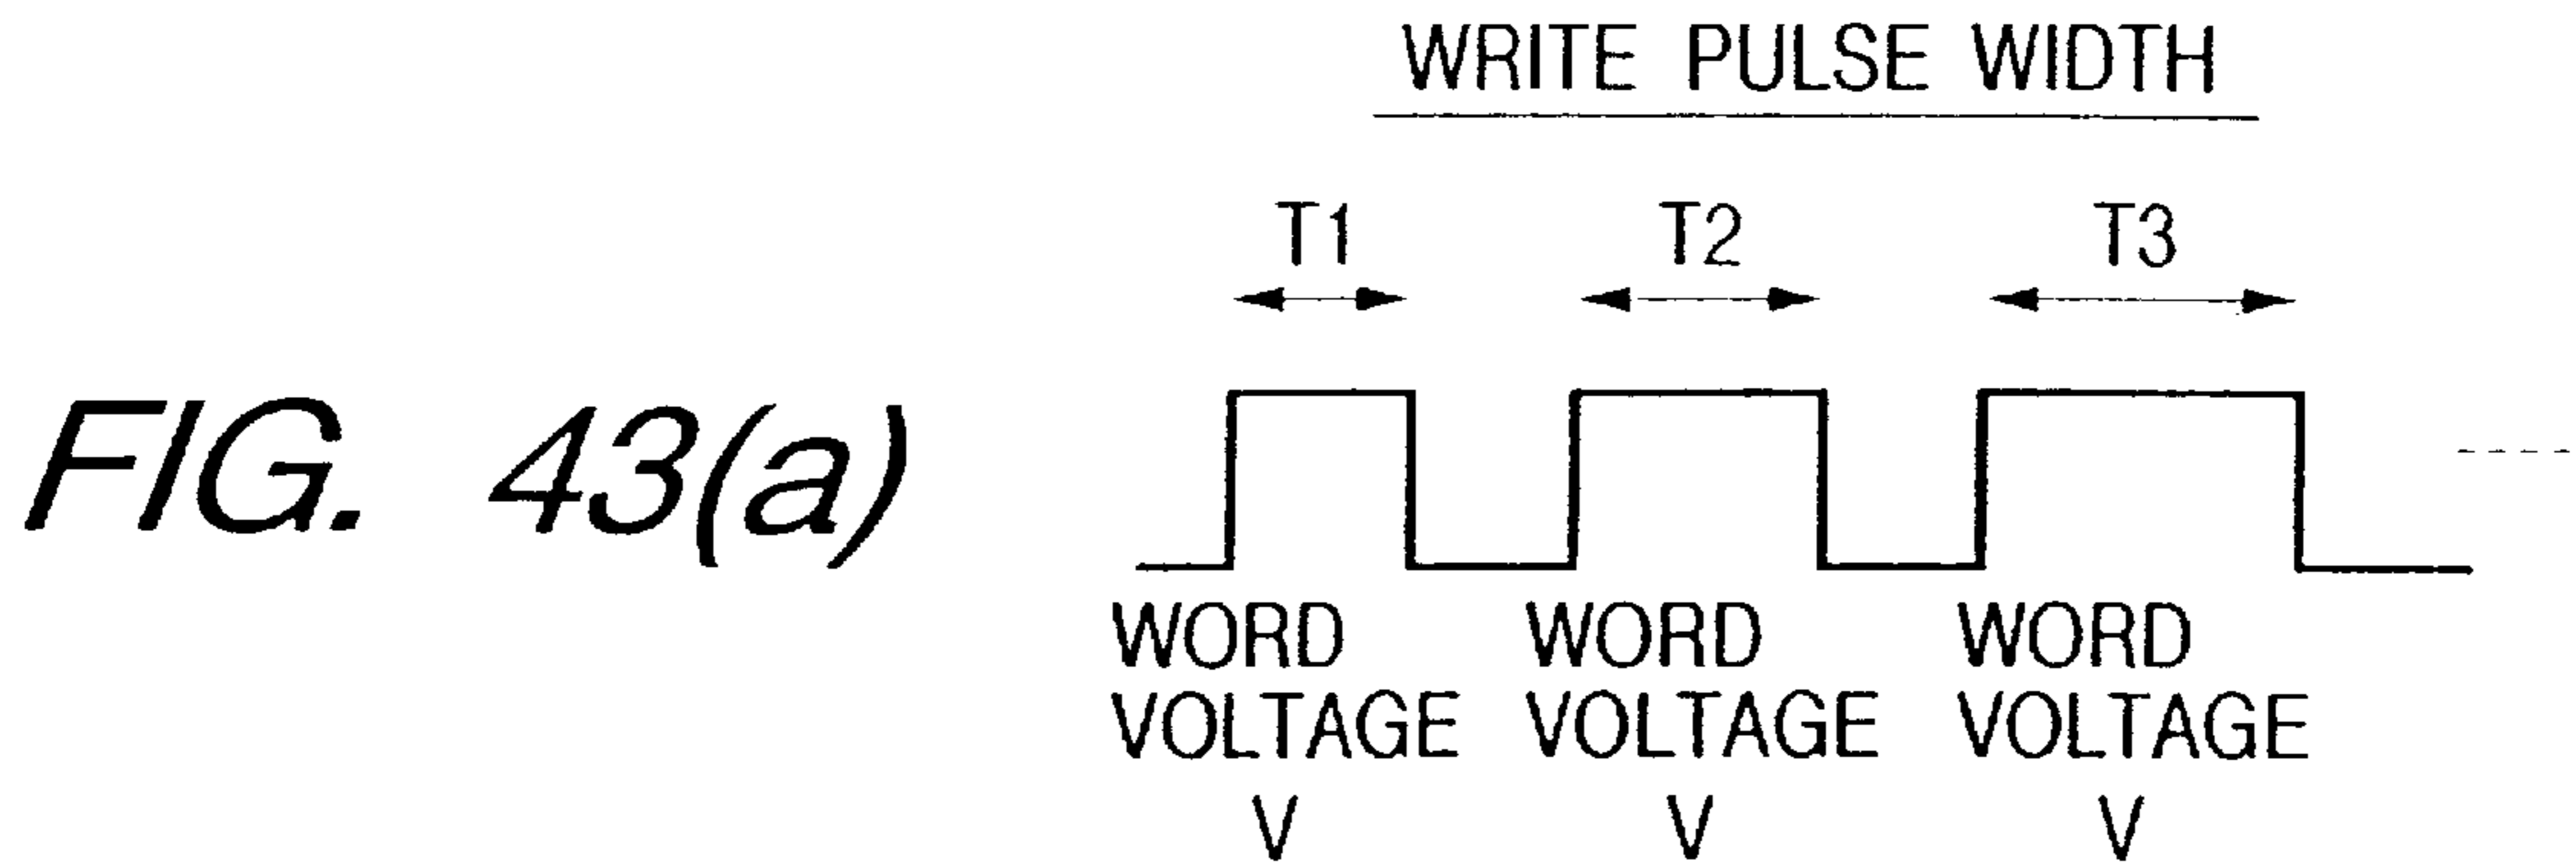 WRITE PULSE WIDTH
T1 T2 T3
FIG. 43(a)
WORD WORD WORD
VOLTAGE VOLTAGE VOLTAGE
V V V